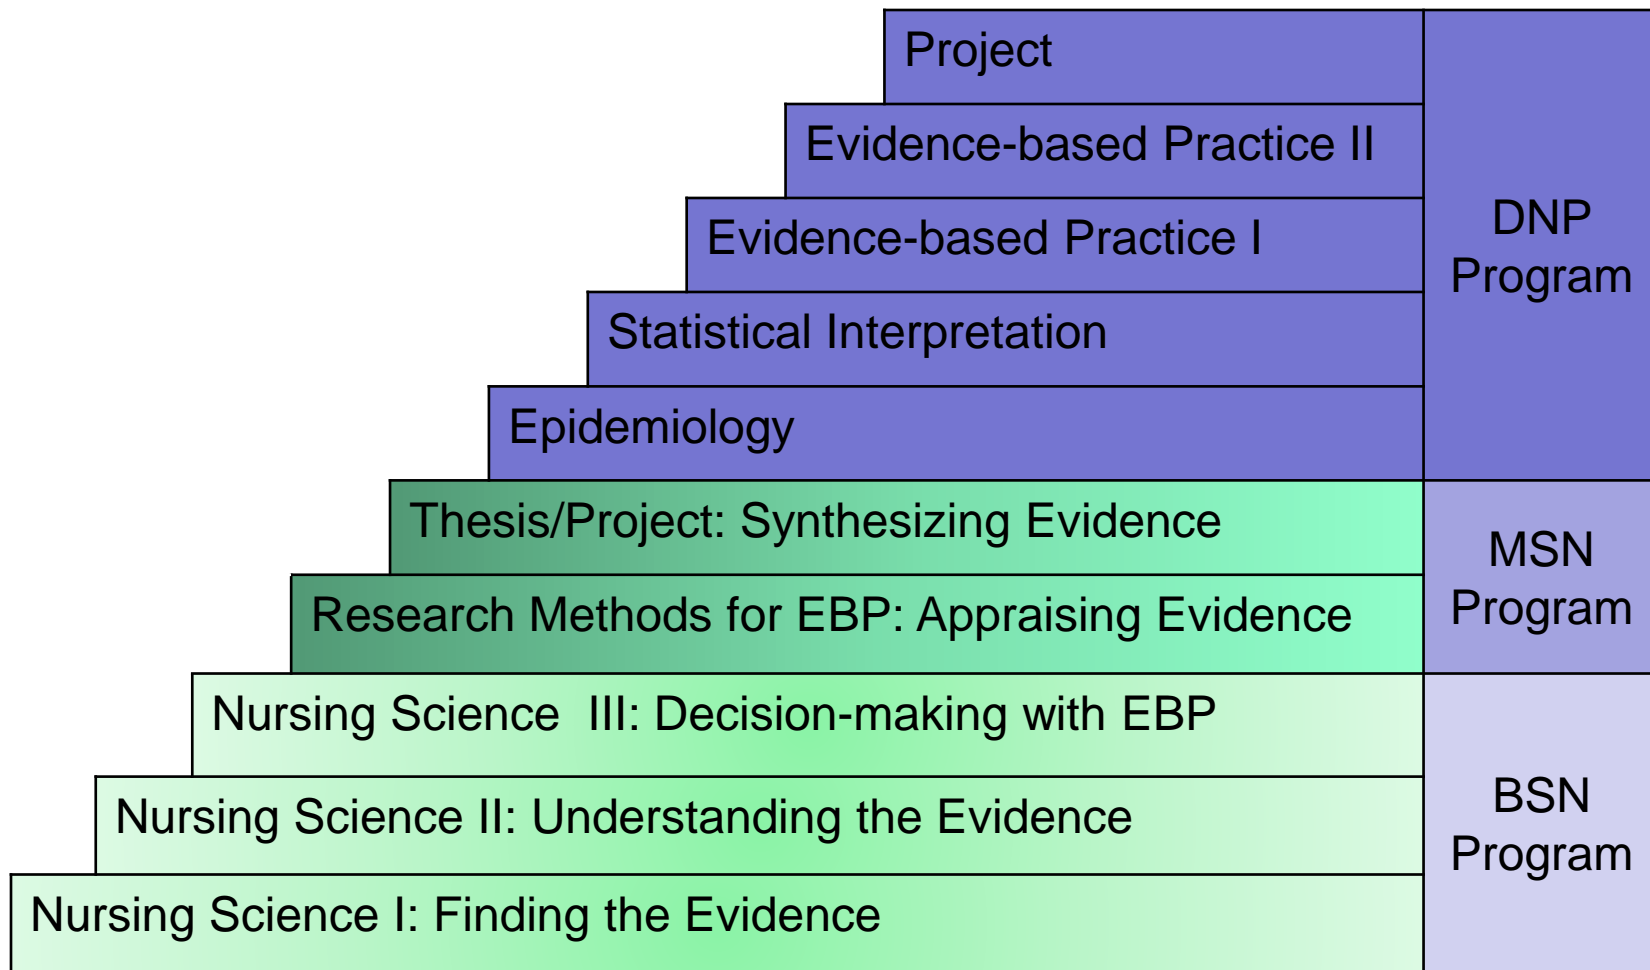 Project
Evidence-based Practice II
Evidence-based Practice I
DNP
Program
Statistical Interpretation
Epidemiology
Thesis/Project: Synthesizing Evidence
Research Methods for EBP: Appraising Evidence
MSN
Program
Nursing Science  III: Decision-making with EBP
Nursing Science II: Understanding the Evidence
Nursing Science I: Finding the Evidence
BSN
Program